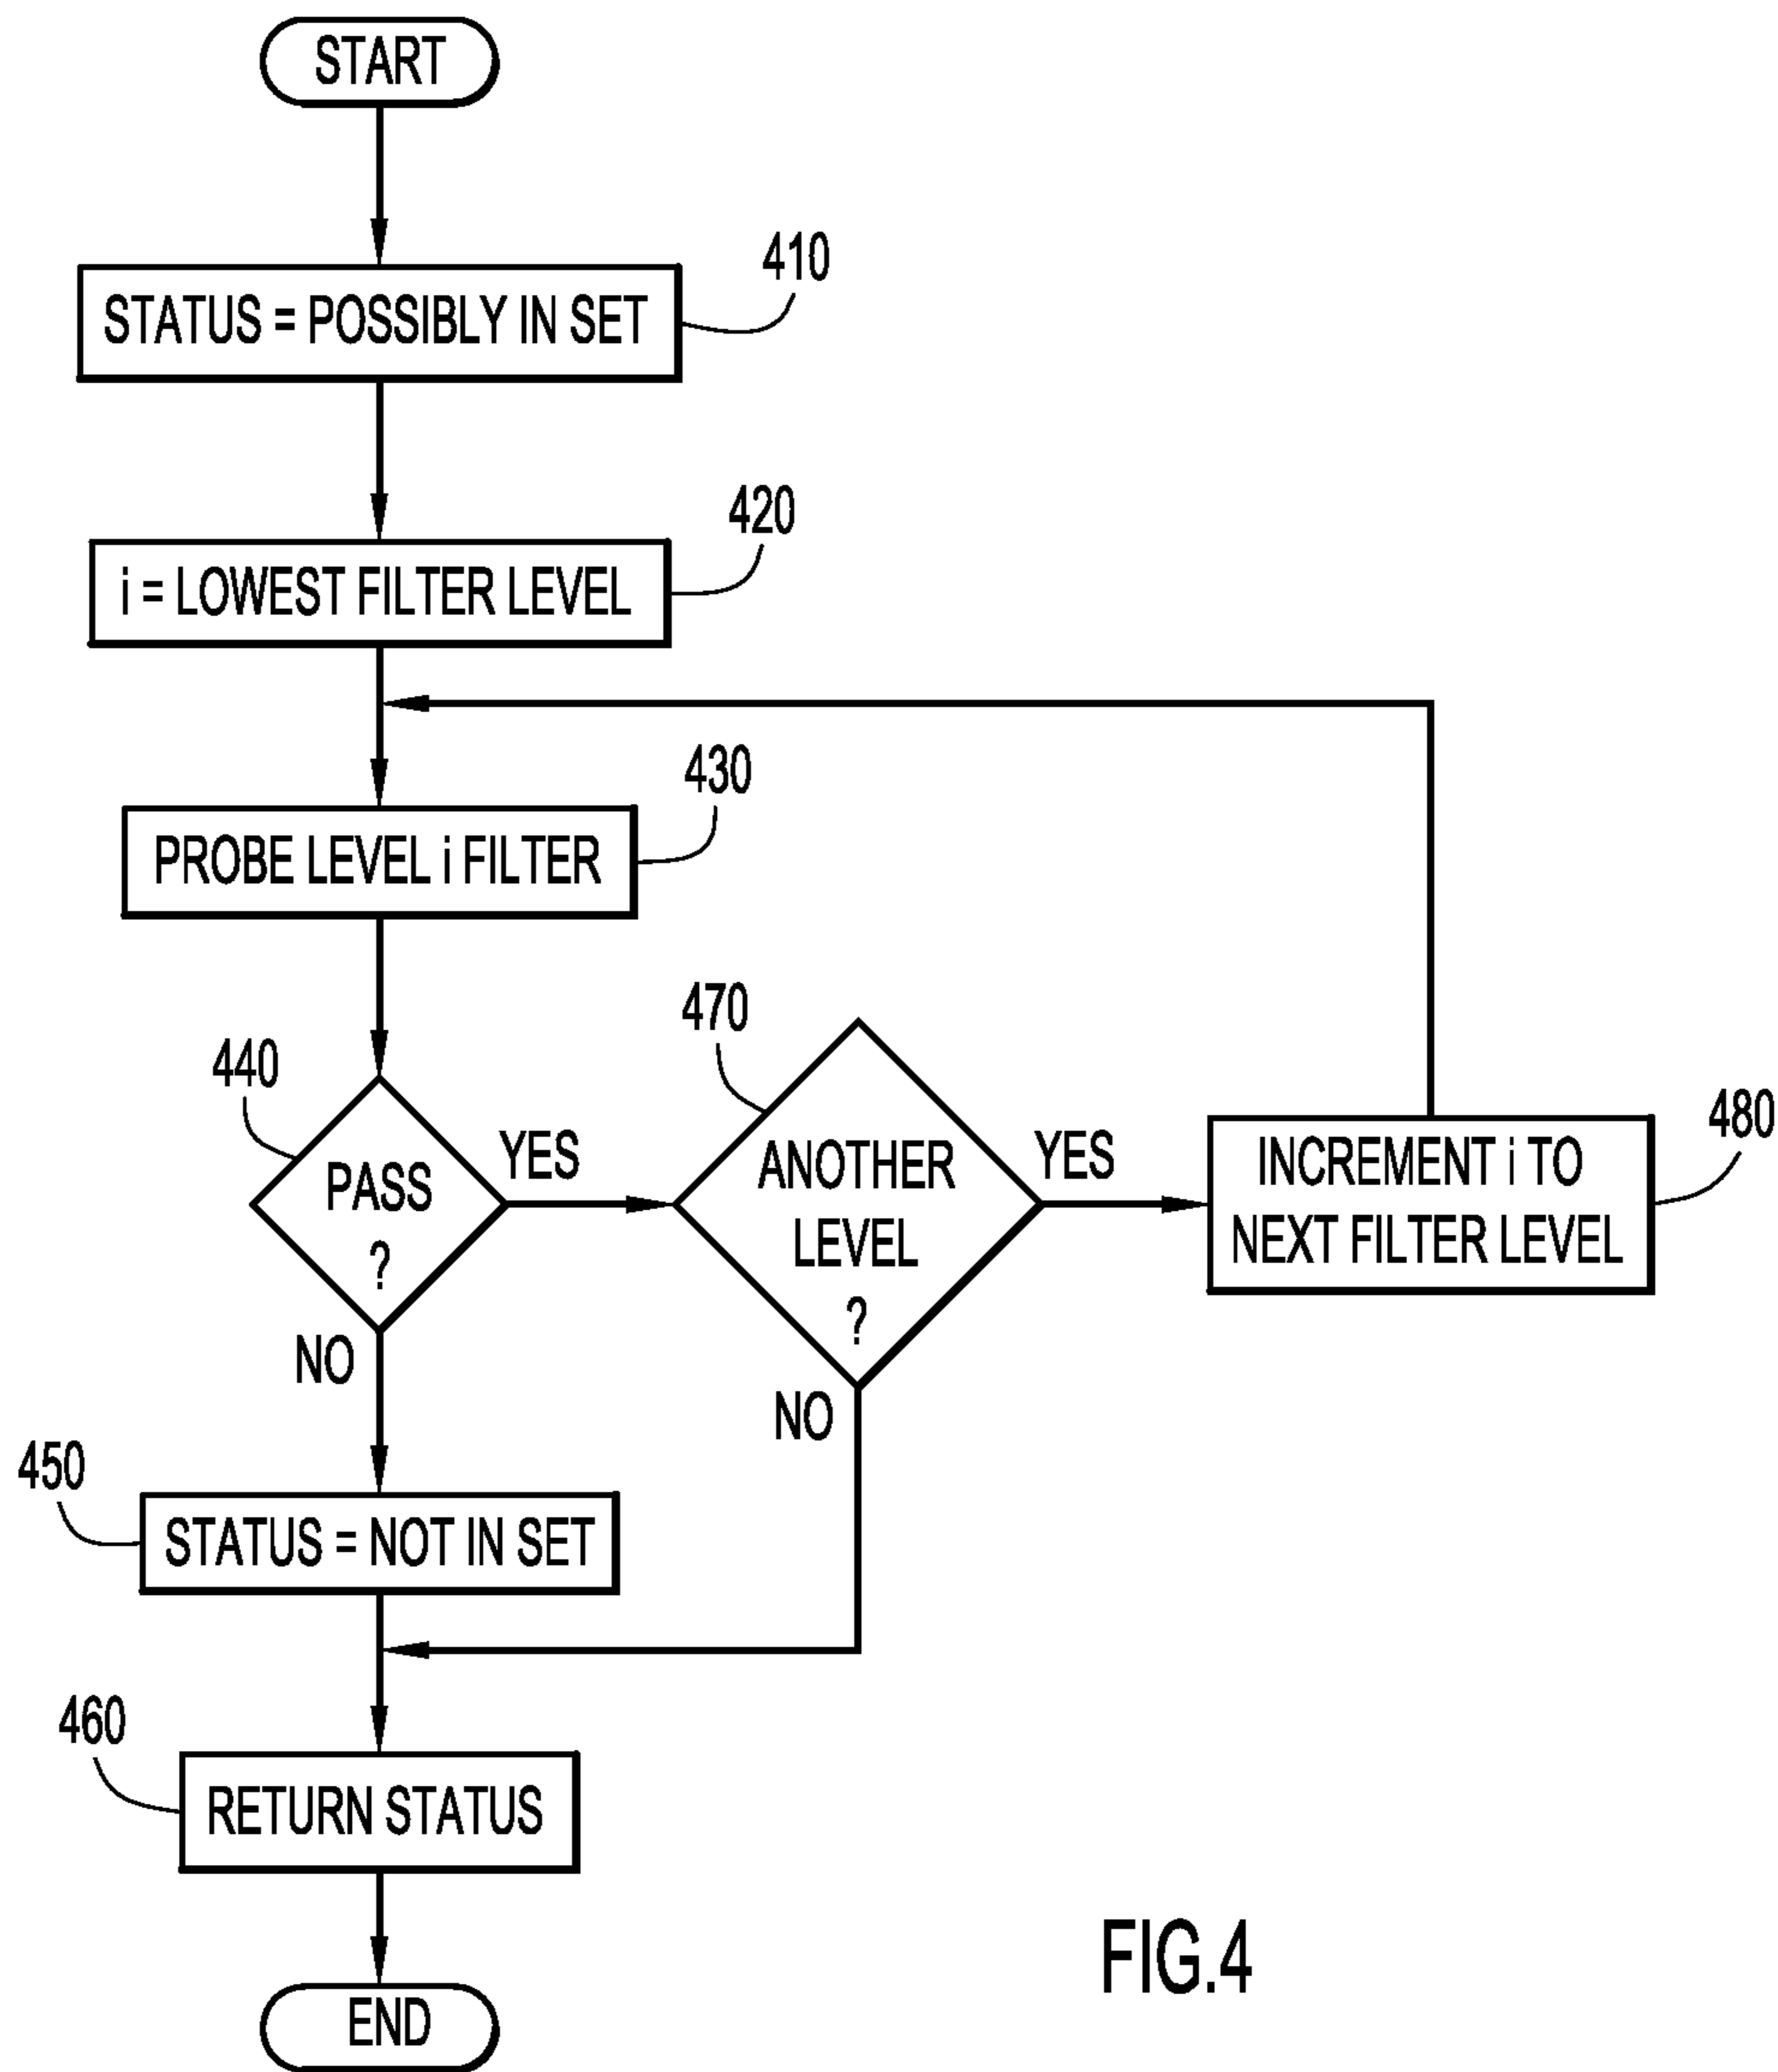 START
410
STATUS = POSSIBLY IN SET
420
i = LOWEST FILTER LEVEL
430
PROBE LEVEL i FILTER
440
PASS
?
YES
NO
470
ANOTHER
LEVEL
?
YES
NO
480
INCREMENT i TO
NEXT FILTER LEVEL
450
STATUS = NOT IN SET
460
RETURN STATUS
END
FIG.4